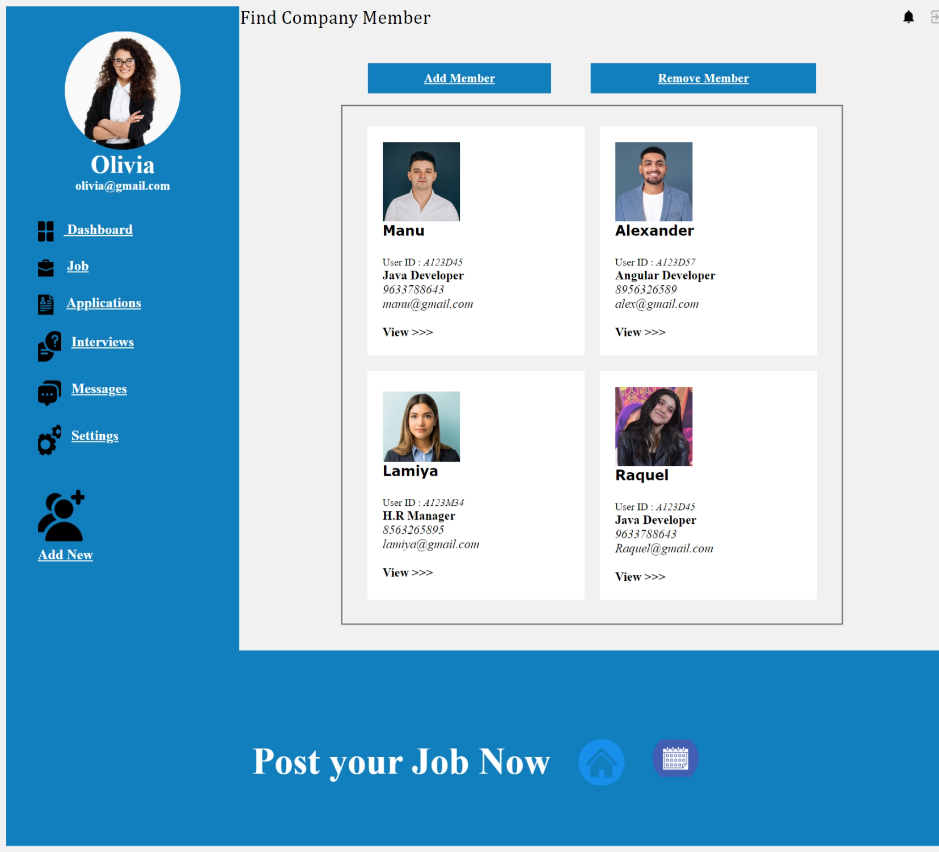 Find Company Member
Olivia
olivia@gmail.com
Dashboard
Job
Applications
Interviews
Messages
Settings
Add New
Add Member
Remove Member
Manu
User ID : A123D45
Java Developer
9633788643
manu@gmail.com
View >>>
Alexander
User ID : A123D57
Angular Developer
8956326589
alex@gmail.com
View >>>
Lamiya
User ID : A123M34
H.R Manager
8563265895
lamiya@gmail.com
View >>>
Raquel
User ID : A123D45
Java Developer
9633788643
Raquel@gmail.com
View >>>
Post your Job Now